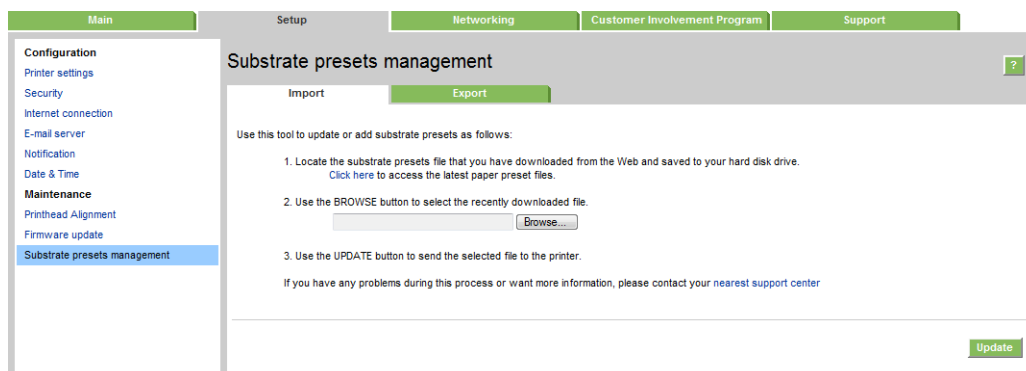 Main Setup Networking Customer Involvement Program Support
Configuration
Printer settings
Security
Internet connection
E-mail server
Notification
Date & Time
Maintenance
Printhead Alignment
Firmware update
Substrate presets management
Substrate presets management
?
Import Export
Use this tool to update or add substrate presets as follows:
1. Locate the substrate presets file that you have downloaded from the Web and saved to your hard disk drive.
Click here to access the latest paper preset files.
2. Use the BROWSE button to select the recently downloaded file.
Browse...
3. Use the UPDATE button to send the selected file to the printer.
If you have any problems during this process or want more information, please contact your nearest support center
Update